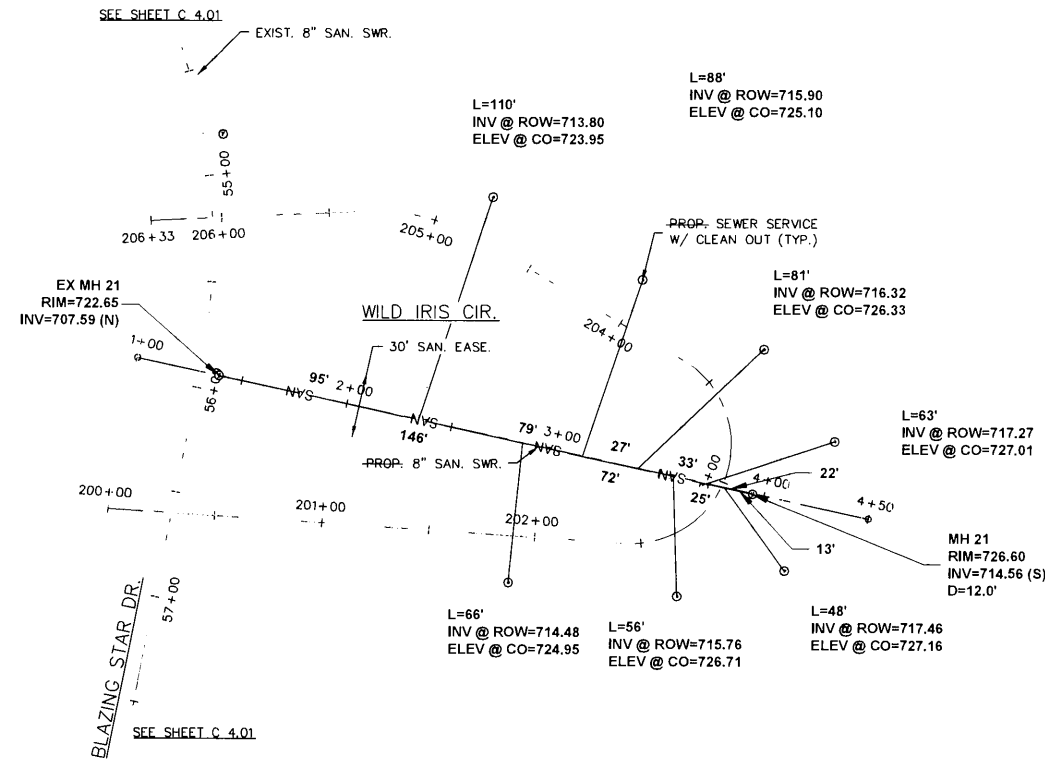 SEE SHEET C 4.01
EXIST. 8" SAN. SWR.
L=88'
INV @ ROW=715.90
ELEV @ CO=725.10
L=110'
INV @ ROW=713.80
ELEV @ CO=723.95
55+00
206+33
206+00
205+00
PROP. SEWER SERVICE
W/ CLEAN OUT (TYP.)
L=81'
INV @ ROW=716.32
ELEV @ CO=726.33
EX MH 21
RIM=722.65
INV=707.59 (N)
WILD IRIS CIR.
204+00
1+00
30' SAN. EASE.
95'
2+00
SAN
56+0
SAN
146'
79'
3+00
SAN
27'
PROP. 8" SAN. SWR.
72'
SAN
33'
+00
4+00
22'
25'
4+50
L=63'
INV @ ROW=717.27
ELEV @ CO=727.01
200+00
201+00
202+00
13'
MH 21
RIM=726.60
INV=714.56 (S)
D=12.0'
57+00
BLAZING STAR DR.
L=66'
INV @ ROW=714.48
ELEV @ CO=724.95
L=56'
INV @ ROW=715.76
ELEV @ CO=726.71
L=48'
INV @ ROW=717.46
ELEV @ CO=727.16
SEE SHEET C 4.01